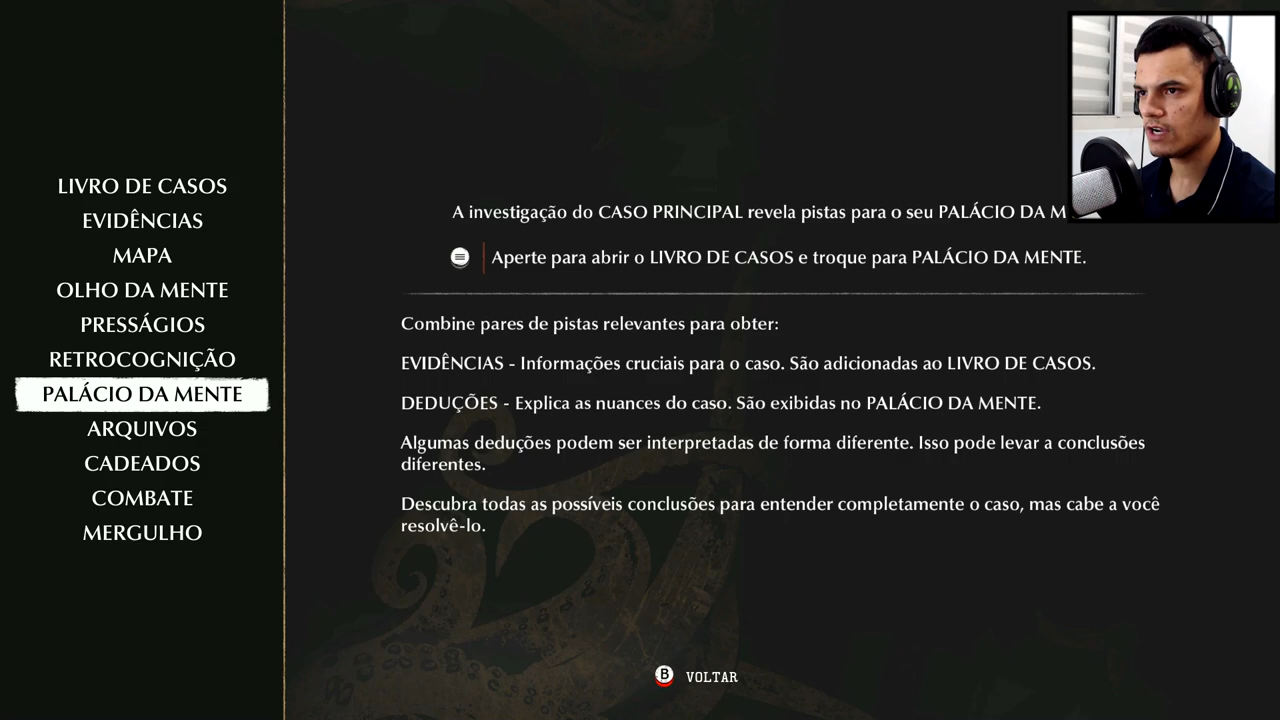 LIVRO DE CASOS
EVIDÊNCIAS
MAPA
OLHO DA MENTE
PRESSÁGIOS
RETROCOGNIÇÃO
PALÁCIO DA MENTE
ARQUIVOS
CADEADOS
COMBATE
MERGULHO
A investigação do CASO PRINCIPAL revela pistas para o seu PALÁCIO DA
Aperte para abrir o LIVRO DE CASOS e troque para PALÁCIO DA MENTE.
Combine pares de pistas relevantes para obter:
EVIDÊNCIAS - Informações cruciais para o caso. São adicionadas ao LIVRO DE CASOS.
DEDUÇÕES - Explica as nuances do caso. São exibidas no PALÁCIO DA MENTE.
Algumas deduções podem ser interpretadas de forma diferente. Isso pode levar a conclusões
diferentes.
Descubra todas as possíveis conclusões para entender completamente o caso, mas cabe a você
resolvê-lo.
B VOLTAR